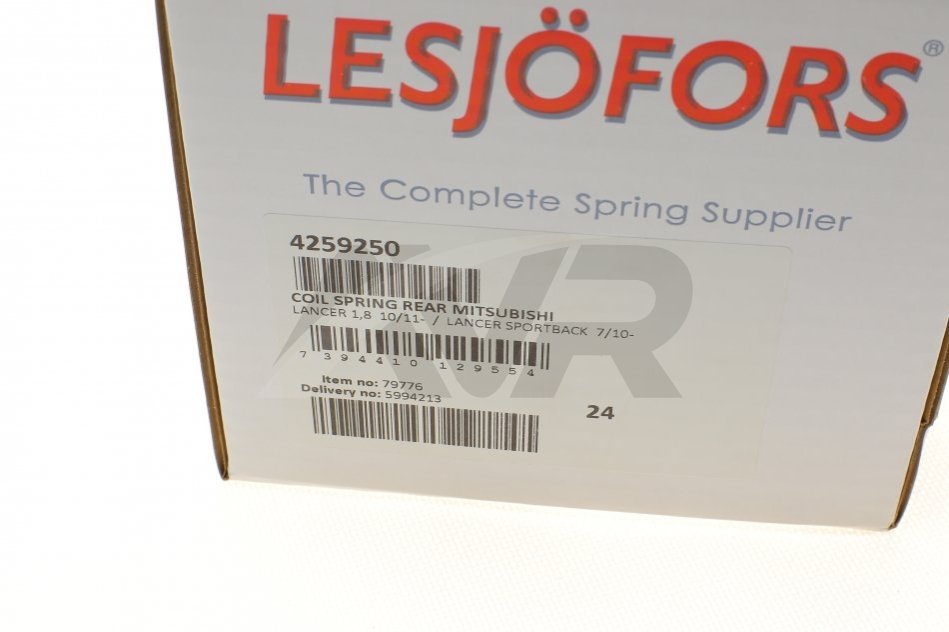 LESJÖFORS®
The Complete Spring Supplier
4259250
COIL SPRING REAR MITSUBISHI
LANCER 1,8 10/11- / LANCER SPORTBACK 7/10-
7 394410 129554
Item no: 79776
Delivery no: 5994213
24